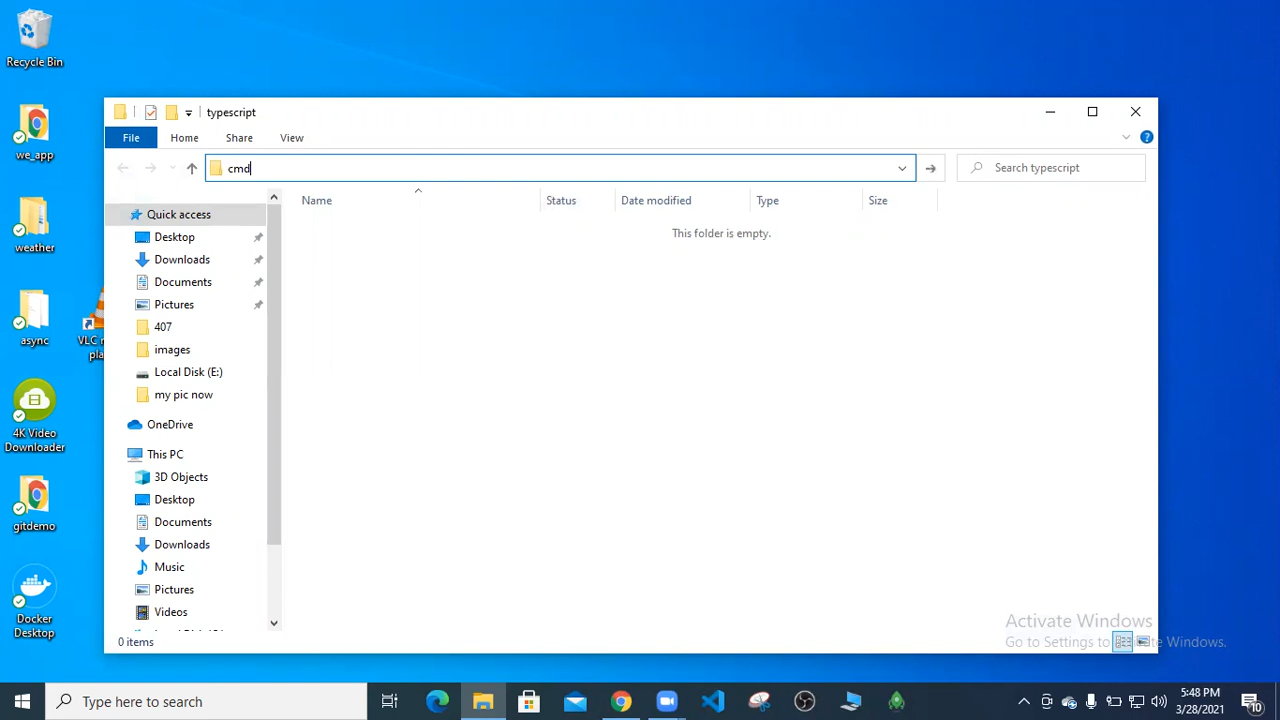 Recycle Bin
we_app
weather
async
VLC
4K Video
Downloader
gitdemo
Docker
Desktop
typescript
File Home Share View
cmd
Search typescript
Name Status Date modified Type Size
This folder is empty.
Quick access
Desktop
Downloads
Documents
Pictures
407
images
Local Disk (E:)
my pic now
OneDrive
This PC
3D Objects
Desktop
Documents
Downloads
Music
Pictures
Videos
0 items
Activate Windows
Go to Settings to Activate Windows.
Type here to search
5:48 PM
3/28/2021
10